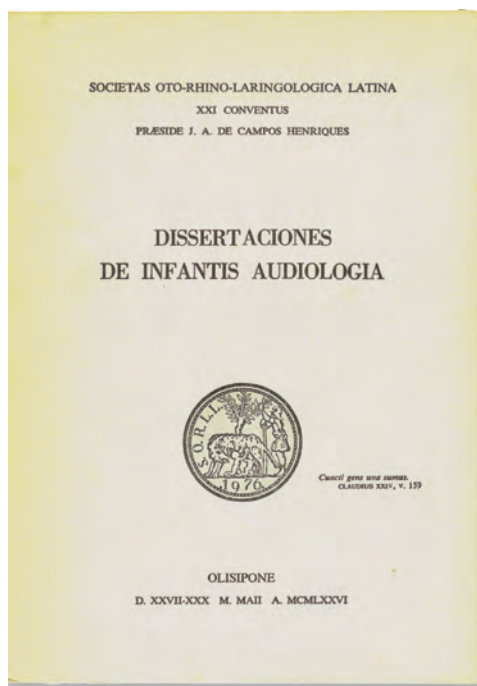 SOCIETAS OTO-RHINO-LARINGOLOGICA LATINA
XXI CONVENTUS
PRÆSIDE J. A. DE CAMPOS HENRIQUES
DISSERTACIONES
DE INFANTIS AUDIOLOGIA
S. O. R. L. L.
1976
Cuncti gens una sumus.
CLAUDIUS XXIV, V. 159
OLISIPONE
D. XXVII-XXX M. MAII A. MCMLXXVI